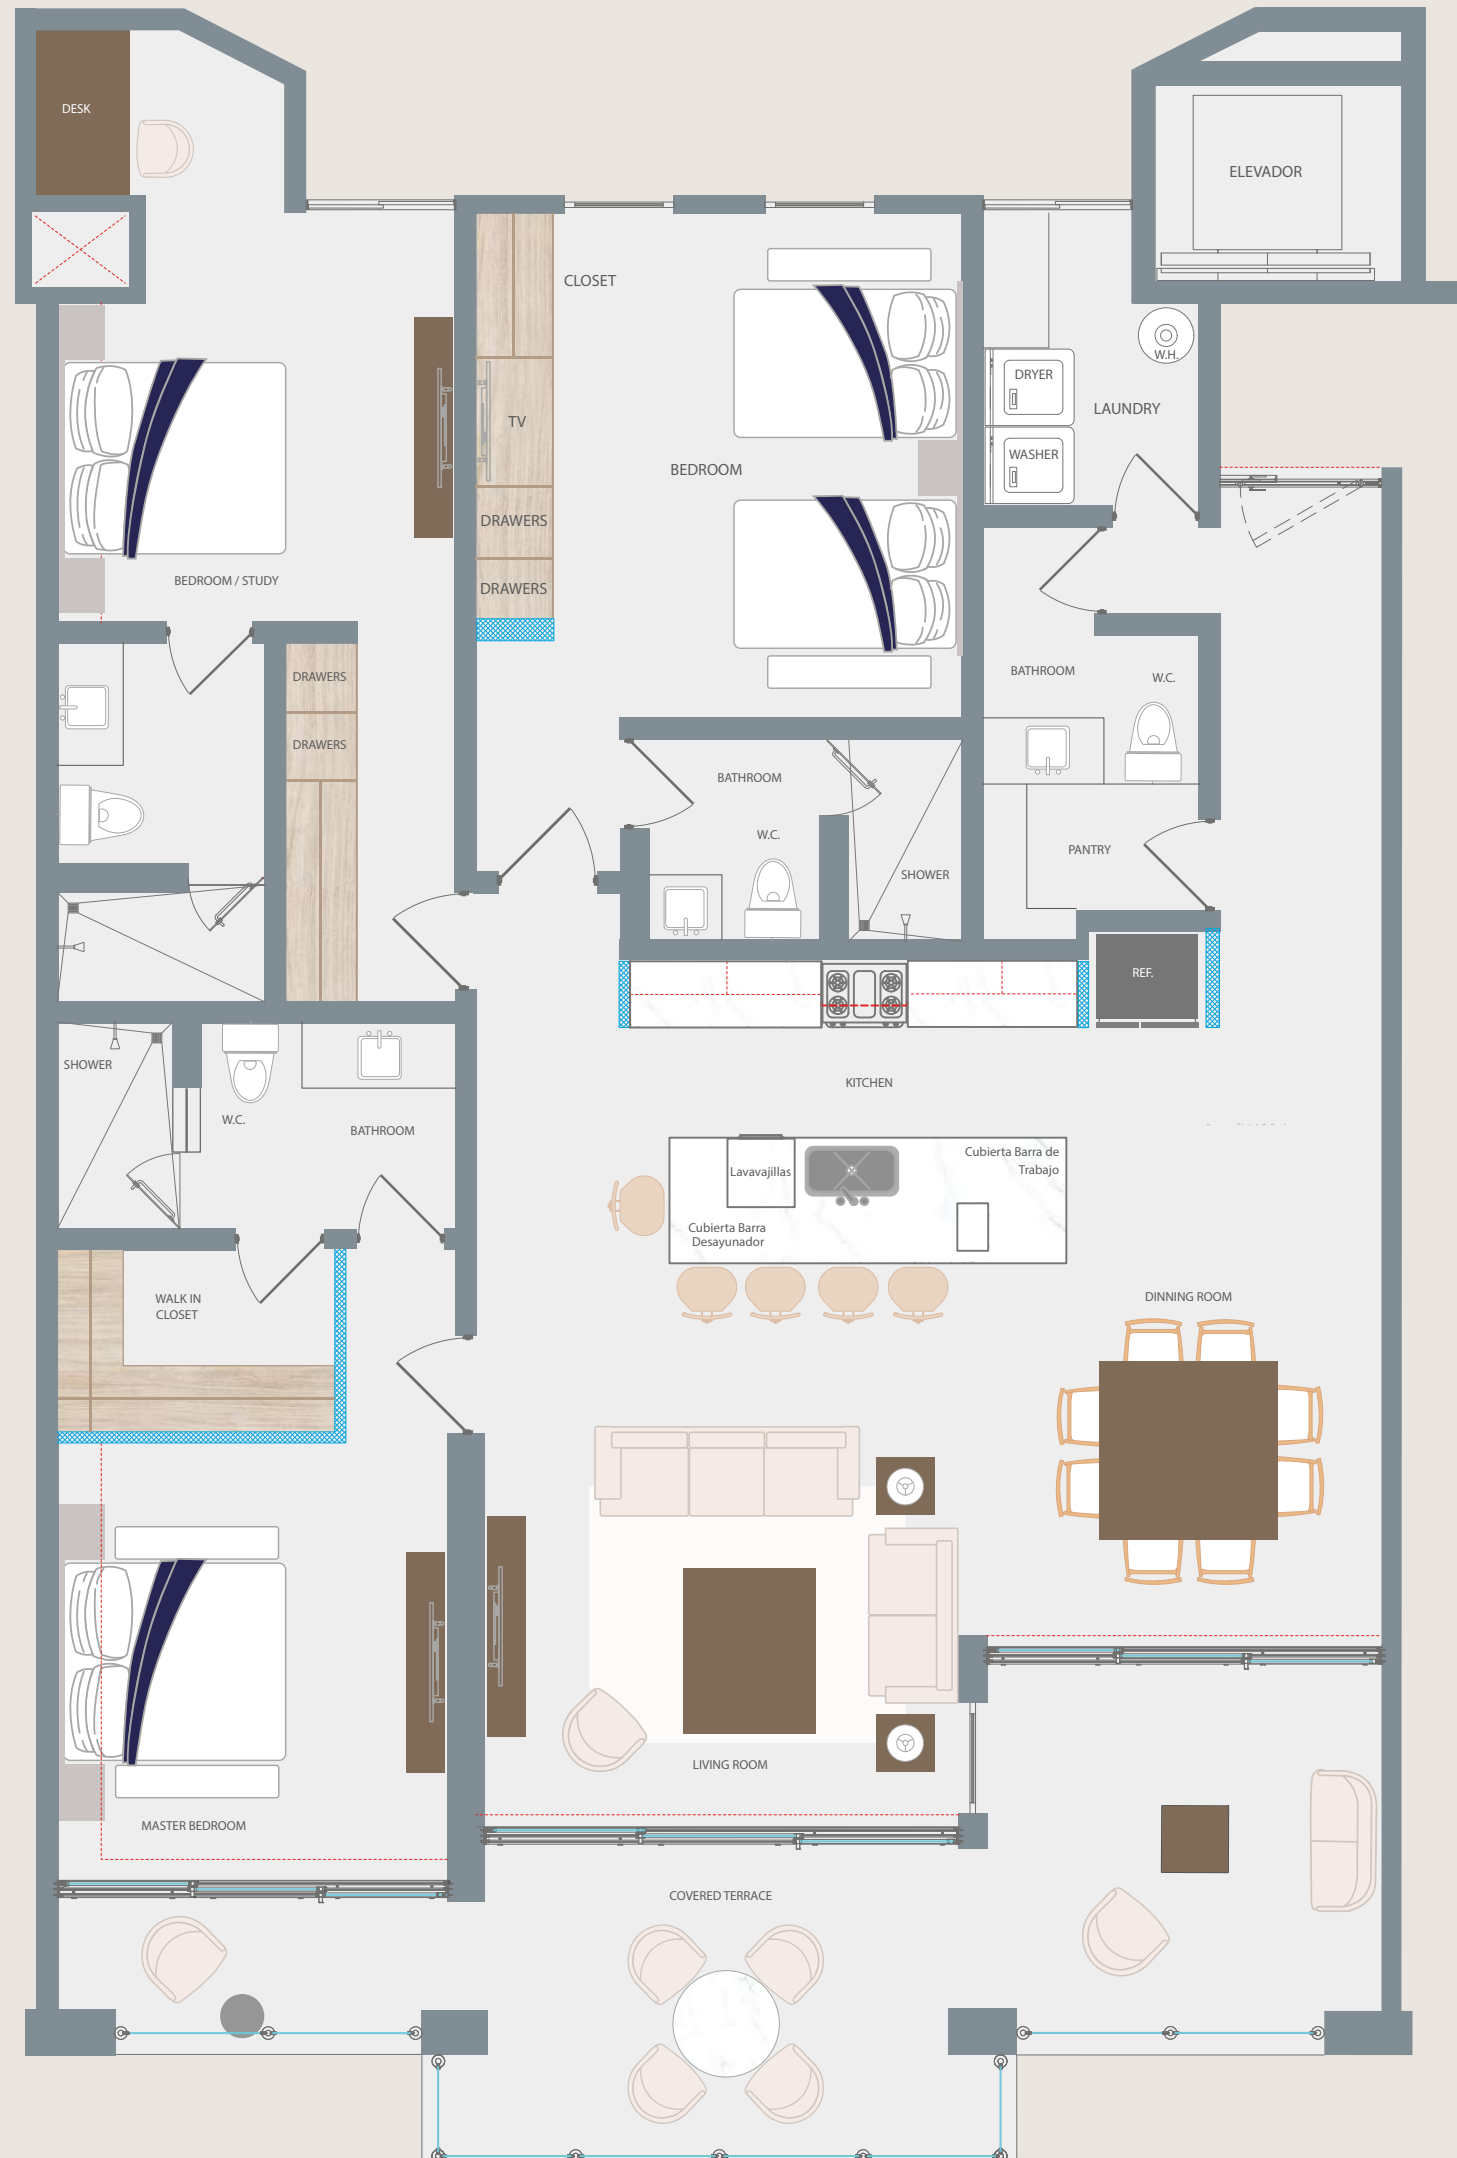 DESK
ELEVADOR
CLOSET
W.H.
DRYER
LAUNDRY
TV
WASHER
BEDROOM
DRAWERS
BEDROOM / STUDY
DRAWERS
DRAWERS
BATHROOM
W.C.
DRAWERS
BATHROOM
W.C.
PANTRY
SHOWER
REF.
SHOWER
KITCHEN
W.C.
BATHROOM
Lavavajillas
Cubierta Barra de
Trabajo
Cubierta Barra
Desayunador
WALK IN
CLOSET
DINNING ROOM
LIVING ROOM
MASTER BEDROOM
COVERED TERRACE